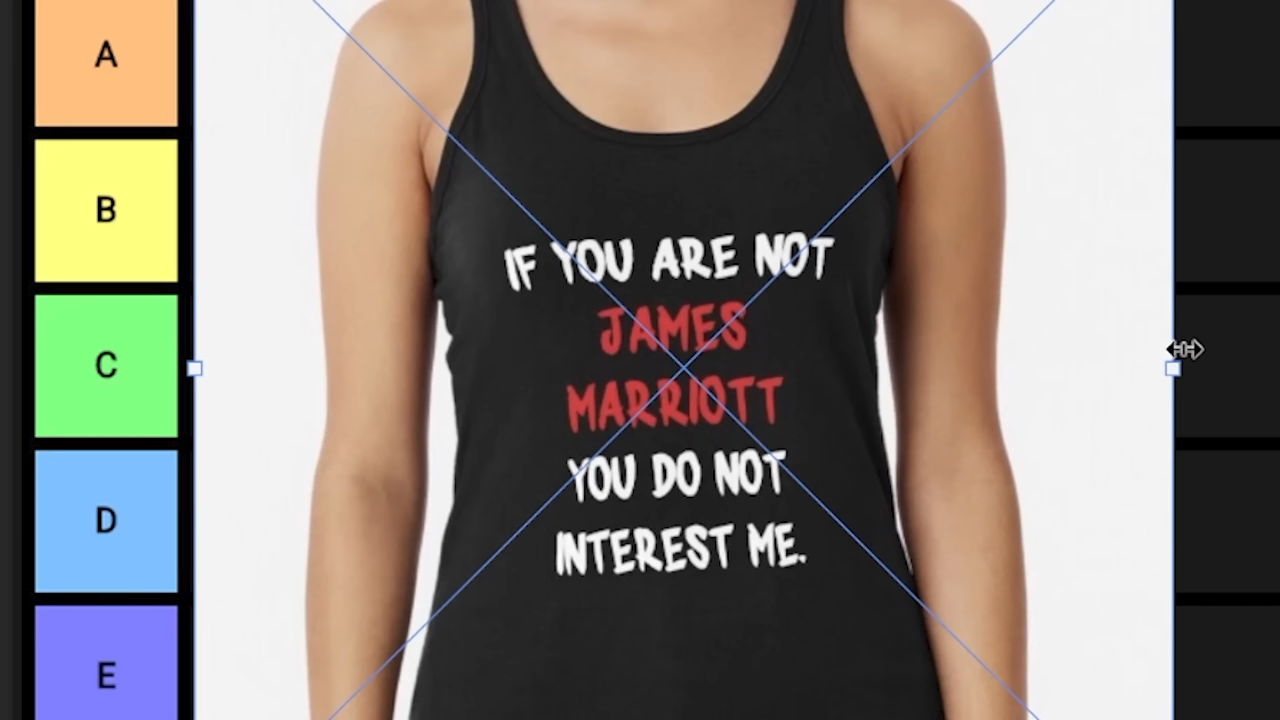 A
B
C
D
E
IF YOU ARE NOT
JAMES
MARRIOTT
YOU DO NOT
INTEREST ME.